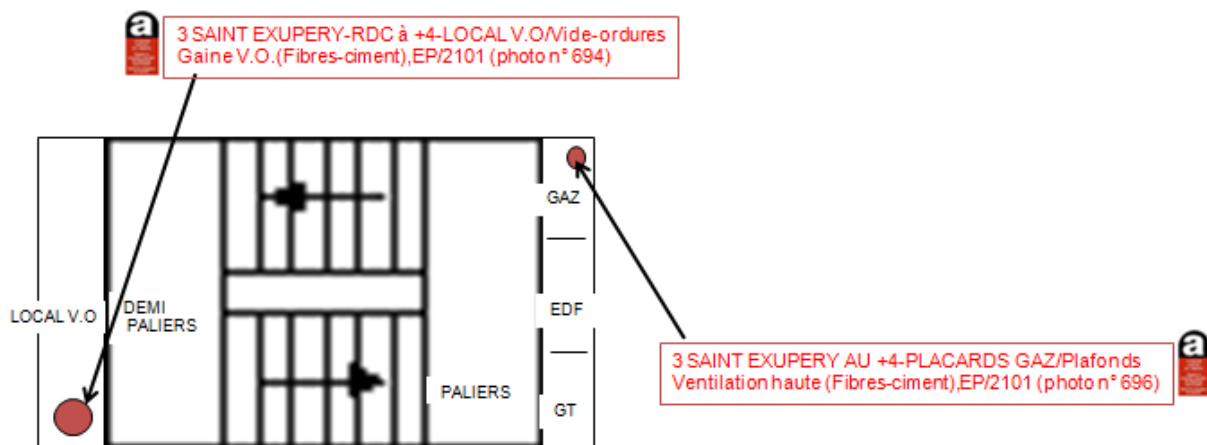 a
3 SAINT EXUPERY-RDC à +4-LOCAL V.O/Vide-ordures
Gaine V.O.(Fibres-ciment),EP/2101 (photo n° 694)
GAZ
LOCAL V.O
DEMI
PALIERS
EDF
3 SAINT EXUPERY AU +4-PLACARDS GAZ/Plafonds
Ventilation haute (Fibres-ciment),EP/2101 (photo n° 696)
a
PALIERS
GT